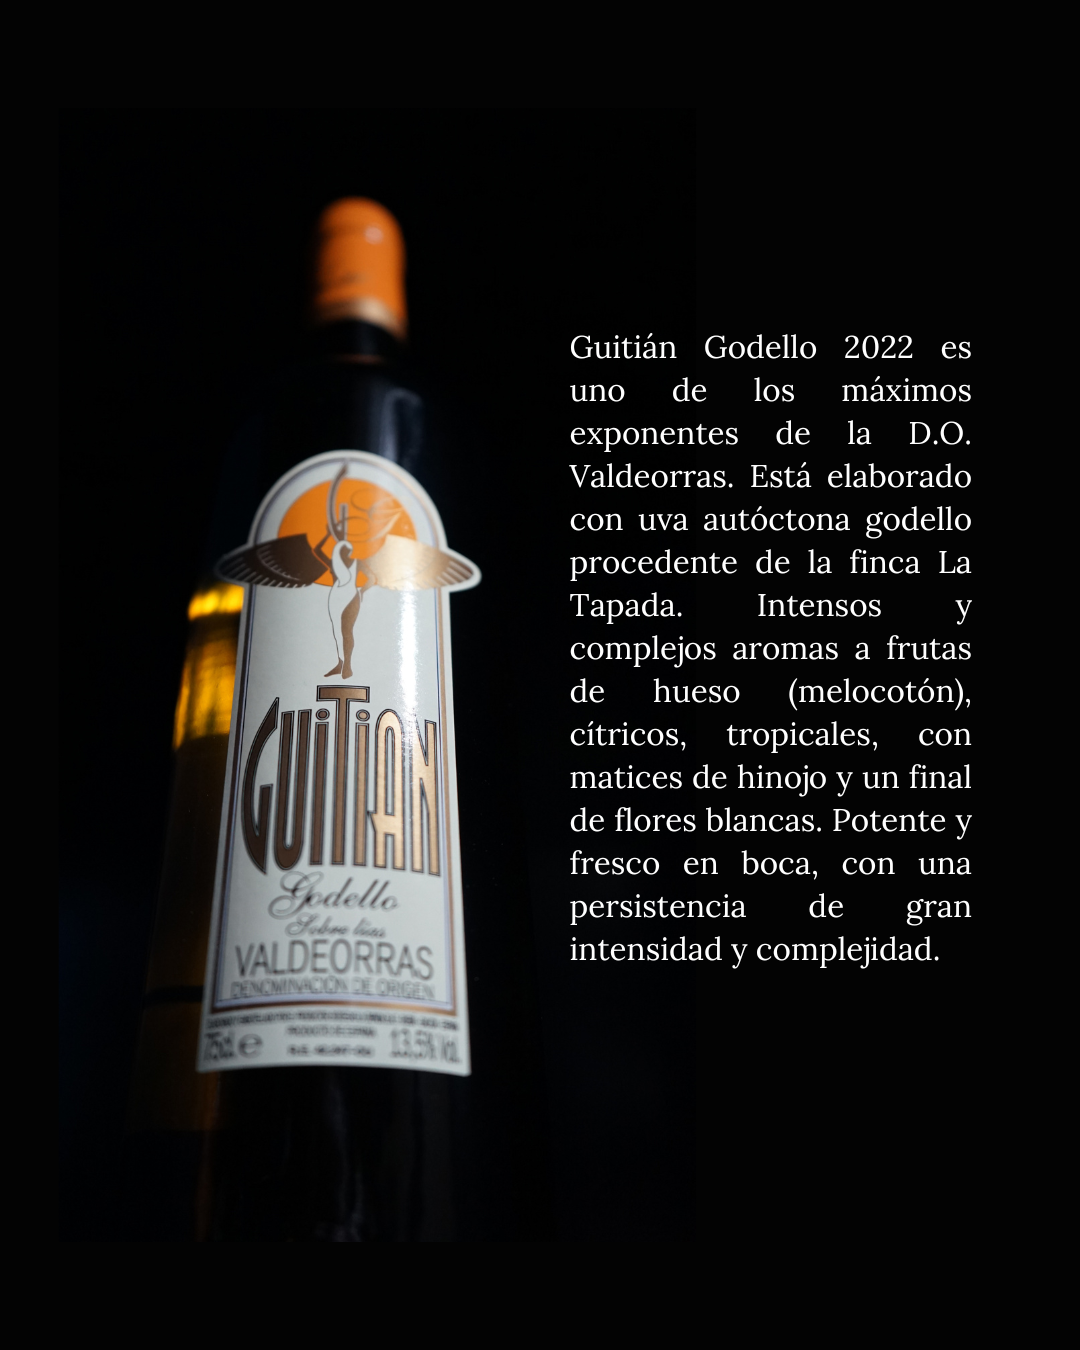 GUITIAN
Godello
Sobre lías
VALDEORRAS
DENOMINACIÓN DE ORIGEN
PRODUCTO DE ESPAÑA
75cl. e
13,5% Vol.
Guitián Godello 2022 es
uno de los máximos
exponentes de la D.O.
Valdeorras. Está elaborado
con uva autóctona godello
procedente de la finca La
Tapada. Intensos y
complejos aromas a frutas
de hueso (melocotón),
cítricos, tropicales, con
matices de hinojo y un final
de flores blancas. Potente y
fresco en boca, con una
persistencia de gran
intensidad y complejidad.